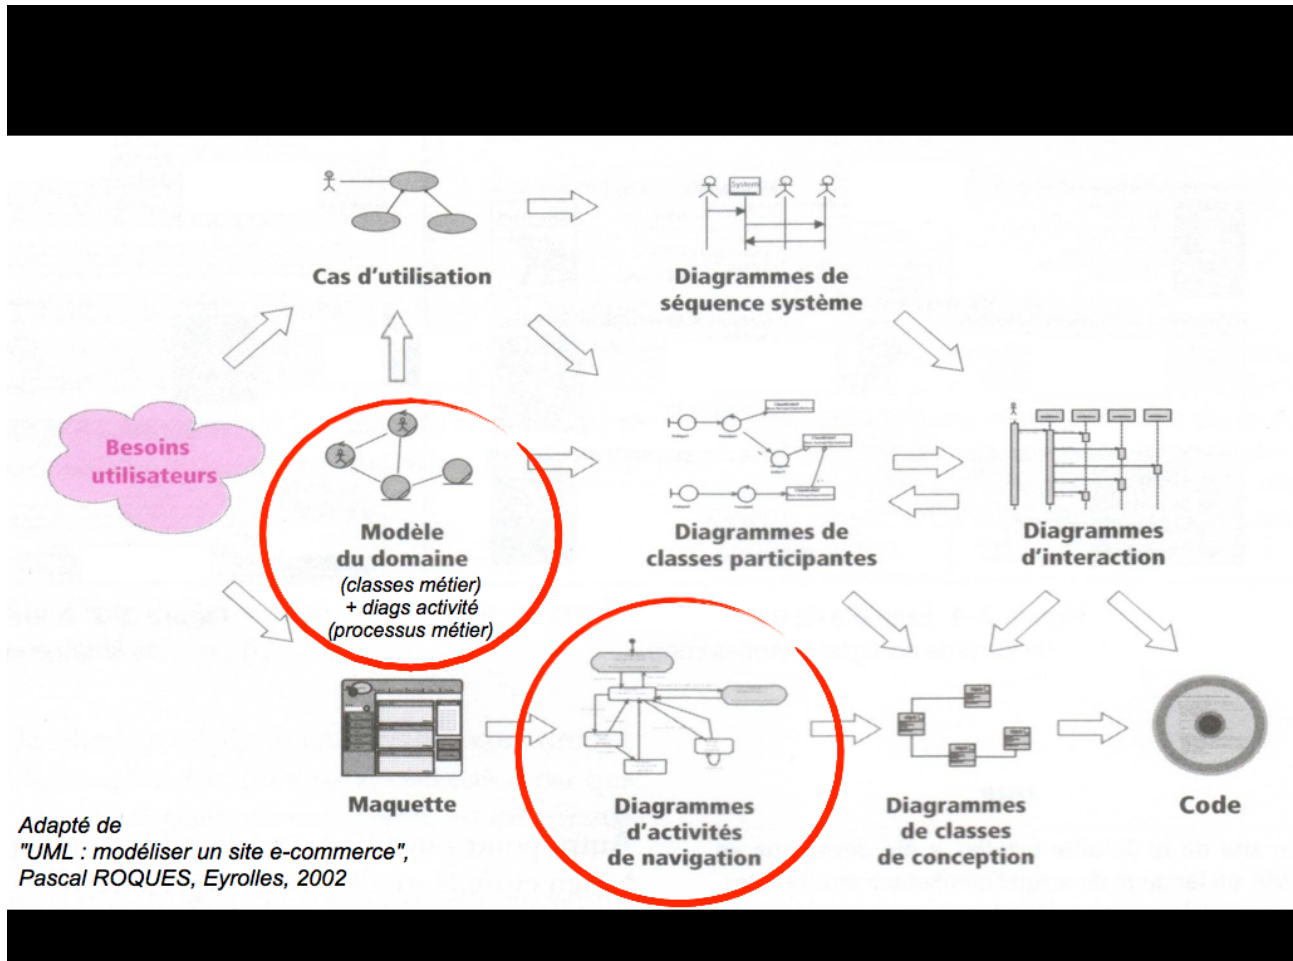 System
Cas d'utilisation
Diagrammes de
séquence système
Besoins
utilisateurs
Modèle
du domaine
(classes métier)
+ diags activité
(processus métier)
Diagrammes de
classes participantes
Diagrammes
d'interaction
Maquette
Diagrammes
d'activités
de navigation
Diagrammes
de classes
de conception
Code
Adapté de
"UML : modéliser un site e-commerce",
Pascal ROQUES, Eyrolles, 2002